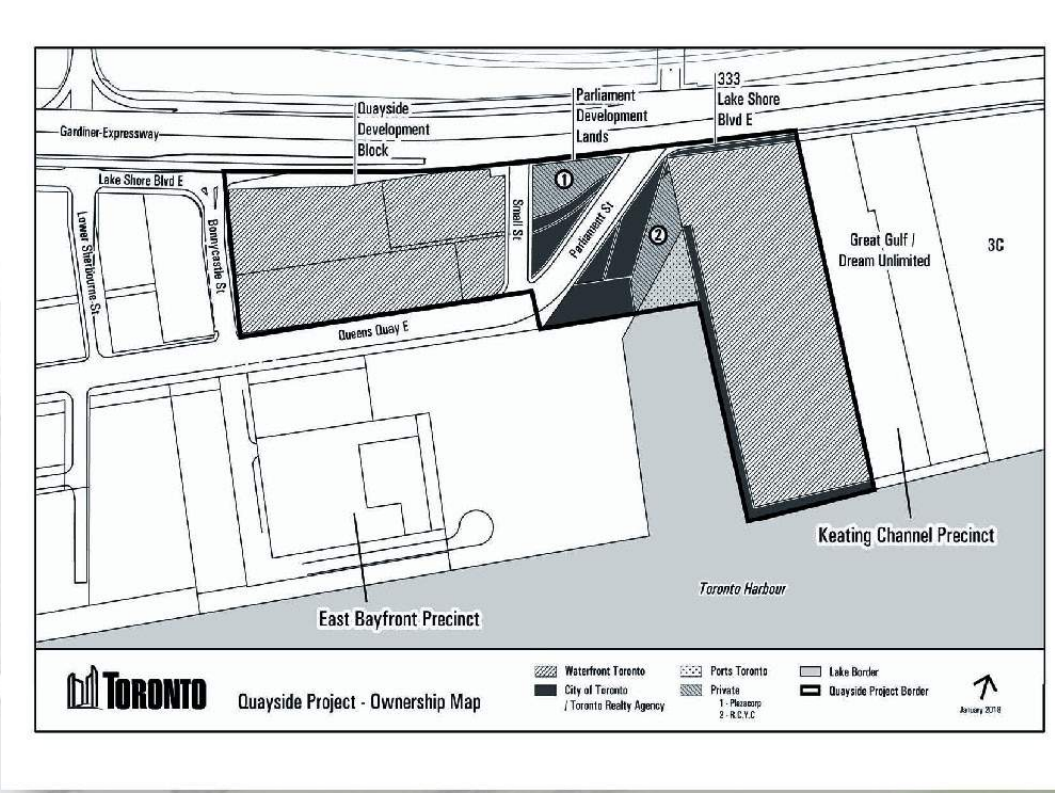 333
Lake Shore
Blvd E
Parliament
Development
Lands
Quayside
Development
Block
Gardiner-Expressway
Lake Shore Blvd E
Lower Sherbourne St
Bonnycastle St
Small St
Parliament St
1
2
Queens Quay E
Great Gulf /
Dream Unlimited
3C
Keating Channel Precinct
Toronto Harbour
East Bayfront Precinct
TORONTO
Quayside Project - Ownership Map
Waterfront Toronto
City of Toronto
/ Toronto Realty Agency
Ports Toronto
Private
1 - Plazacorp
2 - R.C.Y.C
Lake Border
Quayside Project Border
January 2018